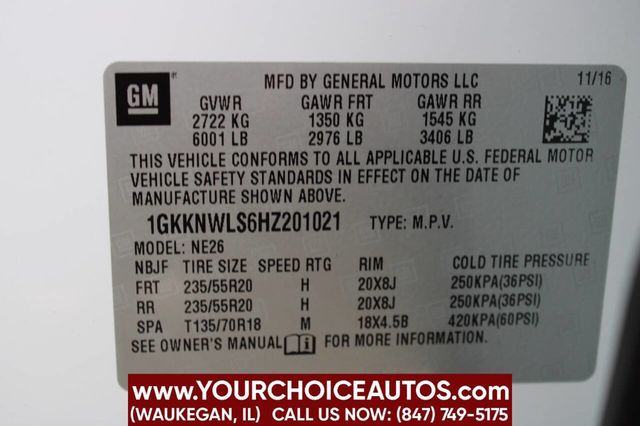 GM
MFD BY GENERAL MOTORS LLC 11/16
GVWR GAWR FRT GAWR RR
2722 KG 1350 KG 1545 KG
6001 LB 2976 LB 3406 LB
THIS VEHICLE CONFORMS TO ALL APPLICABLE U.S. FEDERAL MOTOR
VEHICLE SAFETY STANDARDS IN EFFECT ON THE DATE OF
MANUFACTURE SHOWN ABOVE.
1GKKNWLS6HZ201021 TYPE: M.P.V.
MODEL: NE26
NBJF TIRE SIZE SPEED RTG RIM COLD TIRE PRESSURE
FRT 235/55R20 H 20X8J 250KPA(36PSI)
RR 235/55R20 H 20X8J 250KPA(36PSI)
SPA T135/70R18 M 18X4.5B 420KPA(60PSI)
SEE OWNER'S MANUAL i FOR MORE INFORMATION.
www.YOURCHOICEAUTOS.com
(WAUKEGAN, IL) CALL US NOW: (847) 749-5175